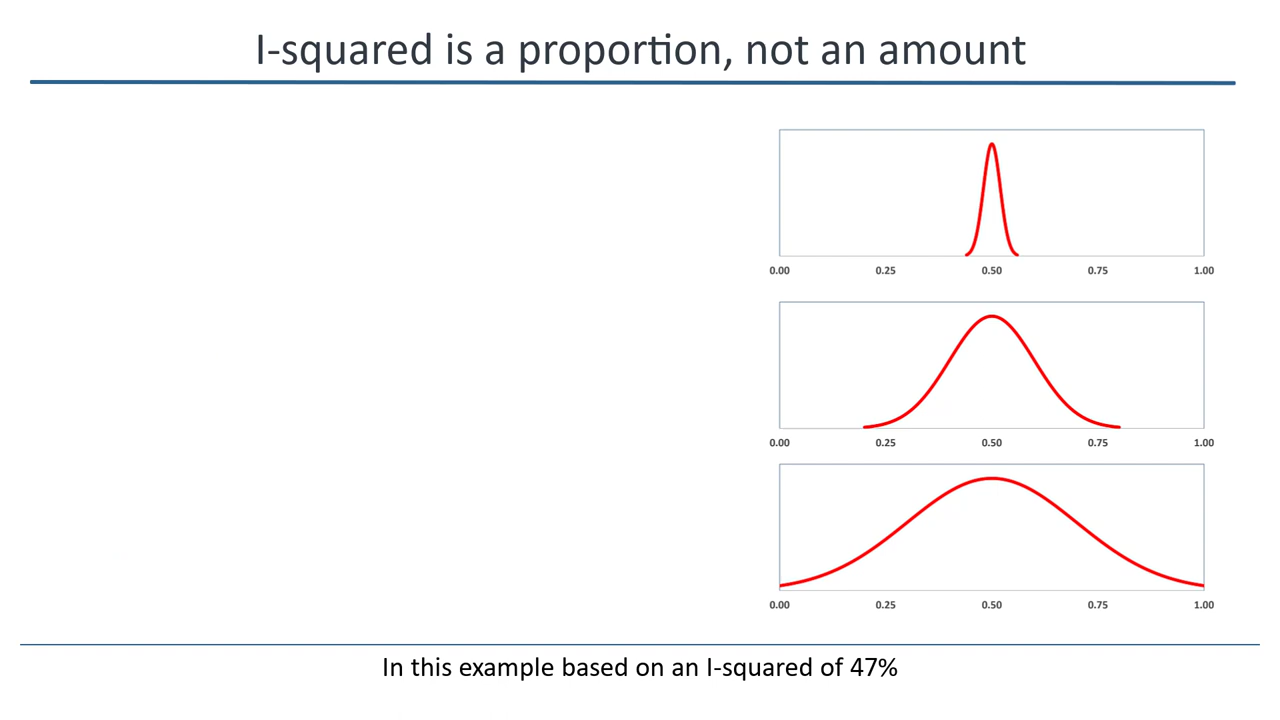 I-squared is a proportion, not an amount
0.00 0.25 0.50 0.75 1.00
0.00 0.25 0.50 0.75 1.00
0.00 0.25 0.50 0.75 1.00
In this example based on an I-squared of 47%